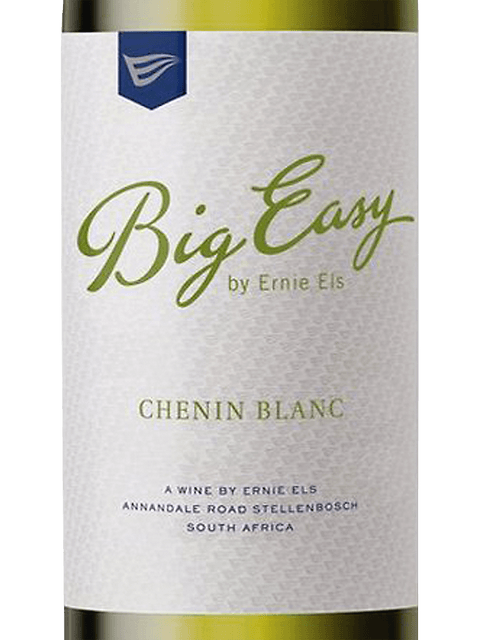 Big Easy
by Ernie Els
CHENIN BLANC
A WINE BY ERNIE ELS
ANNANDALE ROAD STELLENBOSCH
SOUTH AFRICA